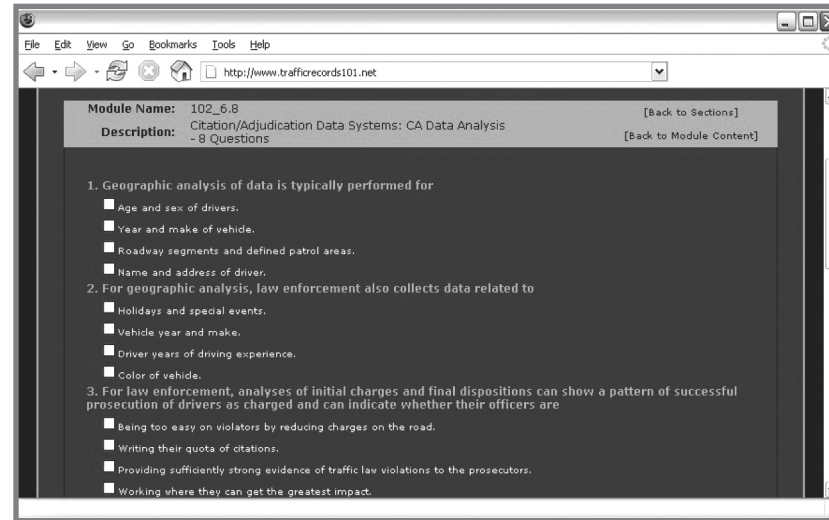 File Edit View Go Bookmarks Tools Help
http://www.trafficrecords101.net
Module Name: 102_6.8
[Back to Sections]
Description: Citation/Adjudication Data Systems: CA Data Analysis
- 8 Questions
[Back to Module Content]
1. Geographic analysis of data is typically performed for
Age and sex of drivers.
Year and make of vehicle.
Roadway segments and defined patrol areas.
Name and address of driver.
2. For geographic analysis, law enforcement also collects data related to
Holidays and special events.
Vehicle year and make.
Driver years of driving experience.
Color of vehicle.
3. For law enforcement, analyses of initial charges and final dispositions can show a pattern of successful
prosecution of drivers as charged and can indicate whether their officers are
Being too easy on violators by reducing charges on the road.
Writing their quota of citations.
Providing sufficiently strong evidence of traffic law violations to the prosecutors.
Working where they can get the greatest impact.